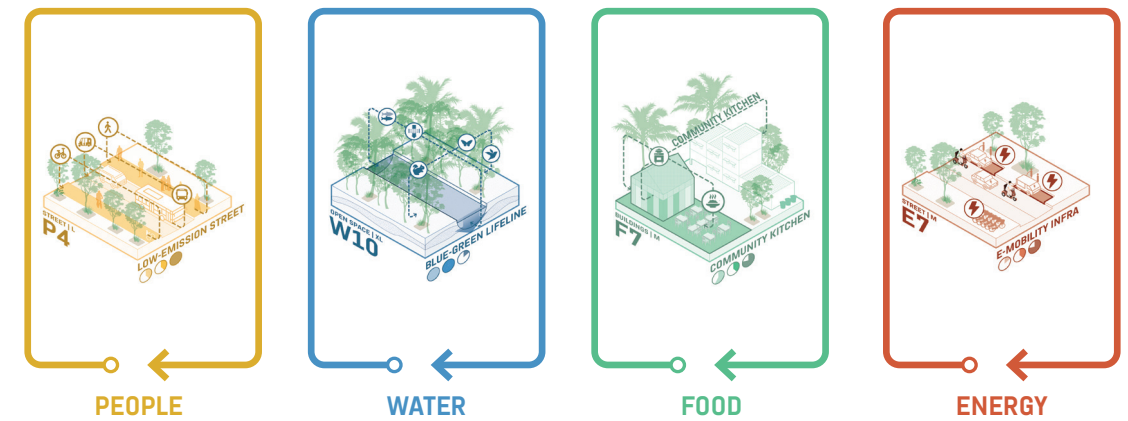 STREET | L
P4
LOW-EMISSION STREET
PEOPLE
OPEN SPACE | XL
W10
BLUE-GREEN LIFELINE
WATER
COMMUNITY KITCHEN
BUILDINGS | M
F7
COMMUNITY KITCHEN
FOOD
STREET | M
E7
E-MOBILITY INFRA
ENERGY